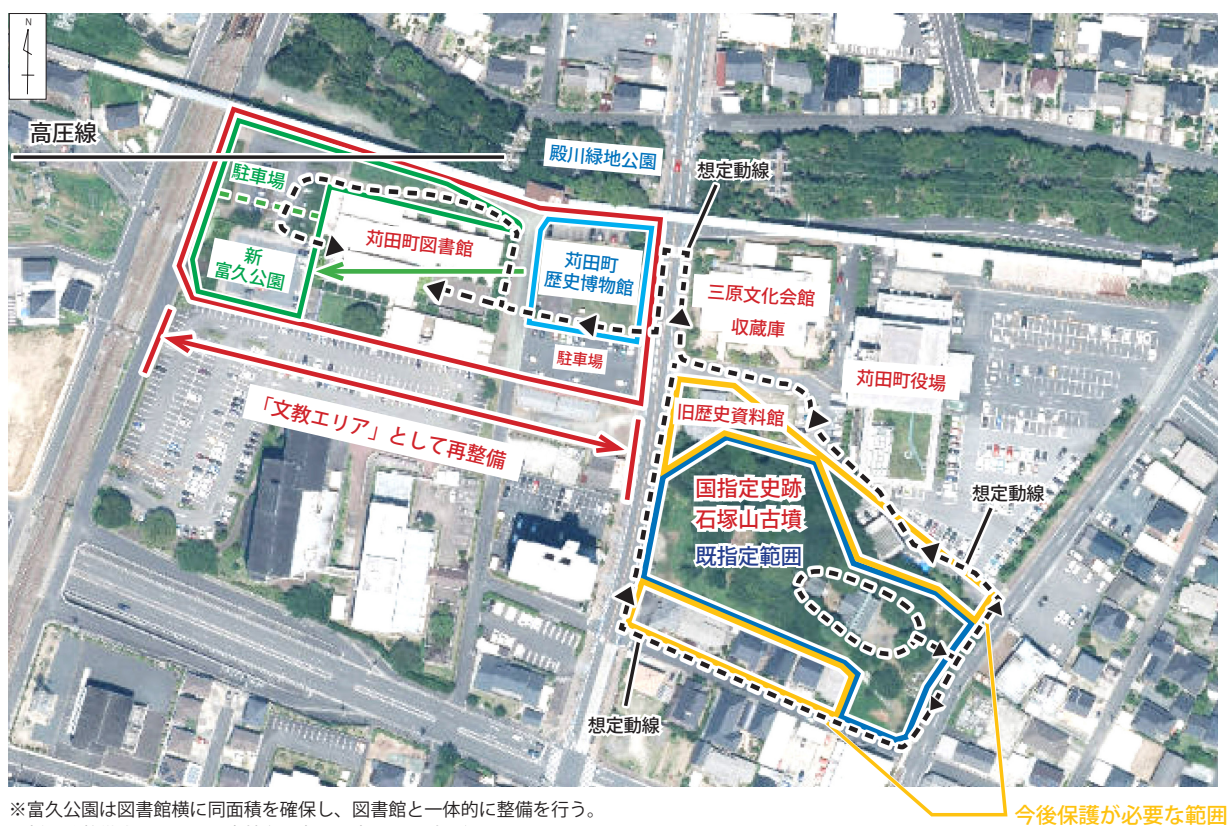 N
高圧線
殿川緑地公園
想定動線
駐車場
苅田町図書館
新
富久公園
苅田町
歴史博物館
駐車場
三原文化会館
収蔵庫
苅田町役場
旧歴史資料館
「文教エリア」として再整備
国指定史跡
石塚山古墳
既指定範囲
想定動線
想定動線
※富久公園は図書館横に同面積を確保し、図書館と一体的に整備を行う。
今後保護が必要な範囲